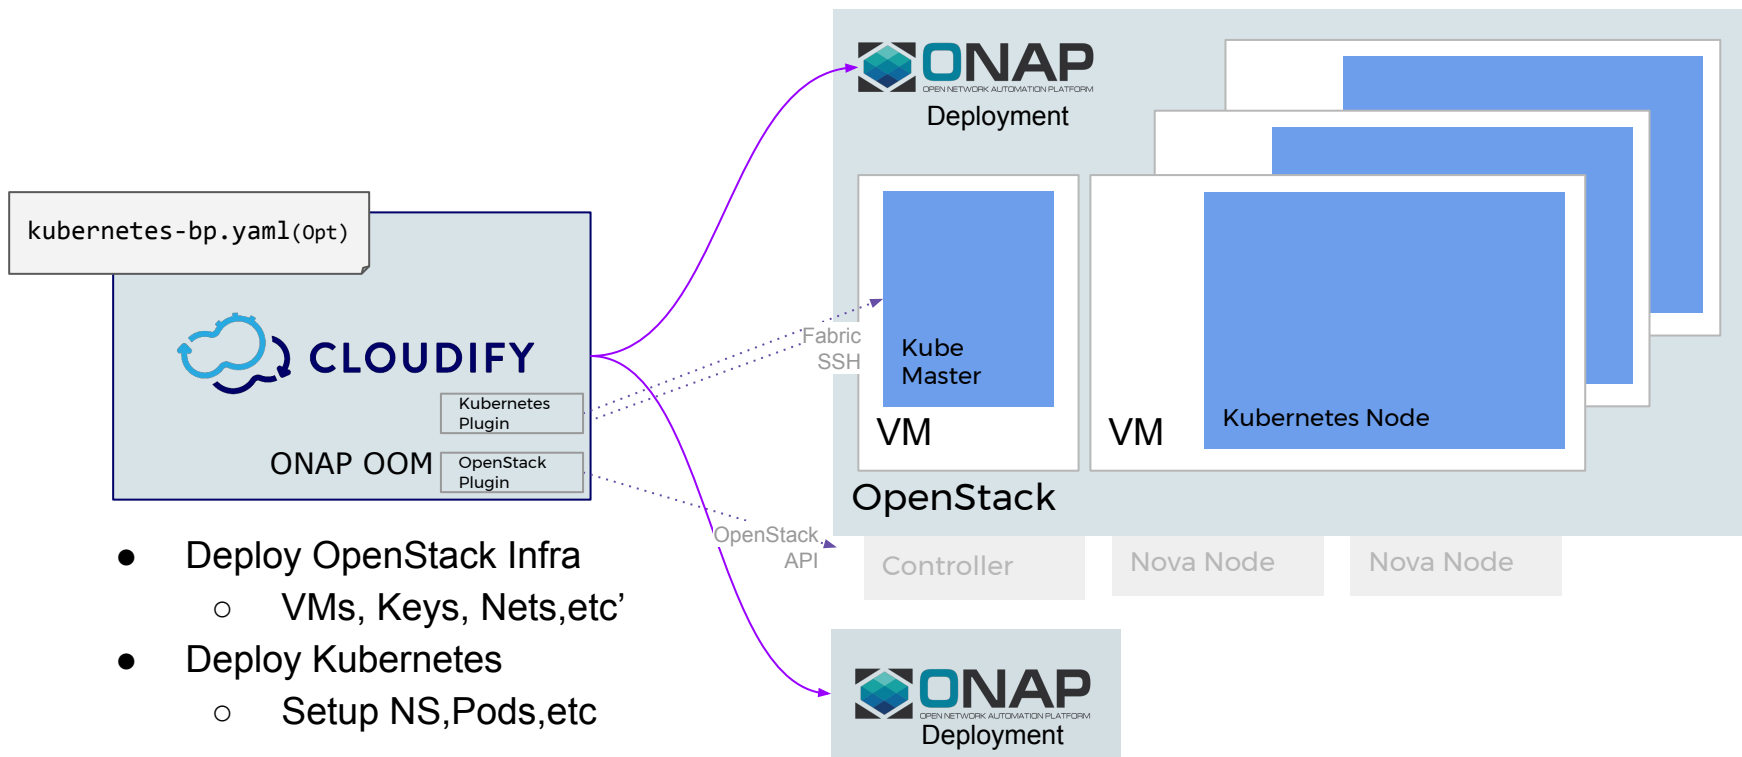 ONAP
OPEN NETWORK AUTOMATION PLATFORM
Deployment
kubernetes-bp.yaml(Opt)
CLOUDIFY
Kubernetes
Plugin
ONAP OOM
OpenStack
Plugin
Fabric
SSH
Kube
Master
VM
VM
Kubernetes Node
OpenStack
OpenStack
API
Controller
Nova Node
Nova Node
● Deploy OpenStack Infra
○ VMs, Keys, Nets,etc’
● Deploy Kubernetes
○ Setup NS,Pods,etc
ONAP
OPEN NETWORK AUTOMATION PLATFORM
Deployment